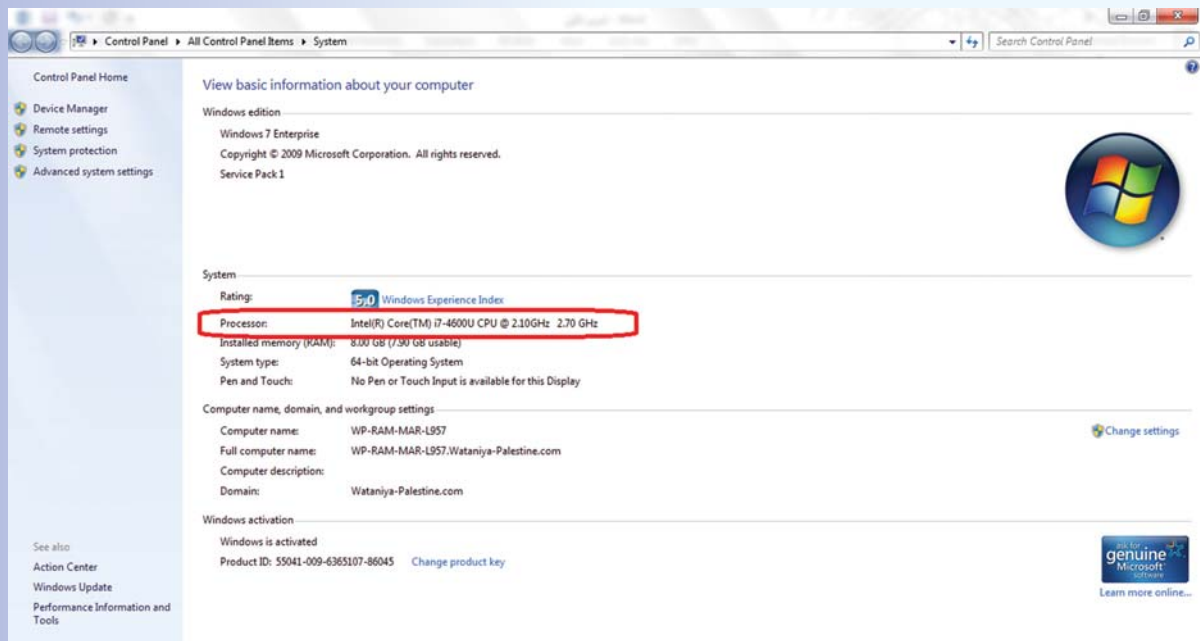 Control Panel ▸ All Control Panel Items ▸ System
Search Control Panel
Control Panel Home
Device Manager
Remote settings
System protection
Advanced system settings
See also
Action Center
Windows Update
Performance Information and
Tools
View basic information about your computer
Windows edition
Windows 7 Enterprise
Copyright © 2009 Microsoft Corporation. All rights reserved.
Service Pack 1
System
Rating: 5,0 Windows Experience Index
Processor: Intel(R) Core(TM) i7-4600U CPU @ 2.10GHz 2.70 GHz
Installed memory (RAM): 8.00 GB (7.90 GB usable)
System type: 64-bit Operating System
Pen and Touch: No Pen or Touch Input is available for this Display
Computer name, domain, and workgroup settings
Computer name: WP-RAM-MAR-L957
Change settings
Full computer name: WP-RAM-MAR-L957.Wataniya-Palestine.com
Computer description:
Domain: Wataniya-Palestine.com
Windows activation
Windows is activated
Product ID: 55041-009-6365107-86045 Change product key
ask for
genuine
Microsoft
software
Learn more online...